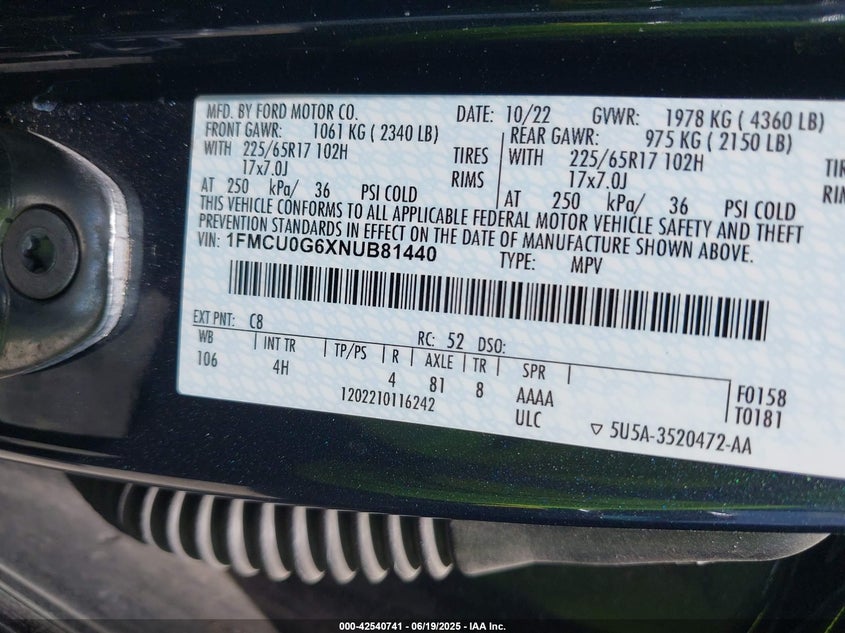 MFD. BY FORD MOTOR CO. DATE: 10/22 GVWR: 1978 KG ( 4360 LB)
FRONT GAWR: 1061 KG ( 2340 LB) REAR GAWR: 975 KG ( 2150 LB)
WITH 225/65R17 102H TIRES WITH 225/65R17 102H
17x7.0J RIMS 17x7.0J
AT 250 kPa/ 36 PSI COLD AT 250 kPa/ 36 PSI COLD
THIS VEHICLE CONFORMS TO ALL APPLICABLE FEDERAL MOTOR VEHICLE SAFETY AND THEFT
PREVENTION STANDARDS IN EFFECT ON THE DATE OF MANUFACTURE SHOWN ABOVE.
VIN: 1FMCU0G6XNUB81440 TYPE: MPV
EXT PNT: C8 RC: 52 DSO:
WB INT TR TP/PS R AXLE TR SPR
106 4H 4 81 8 AAAA F0158
1202210116242 ULC T0181
5U5A-3520472-AA
000-42540741 - 06/19/2025 - IAA Inc.